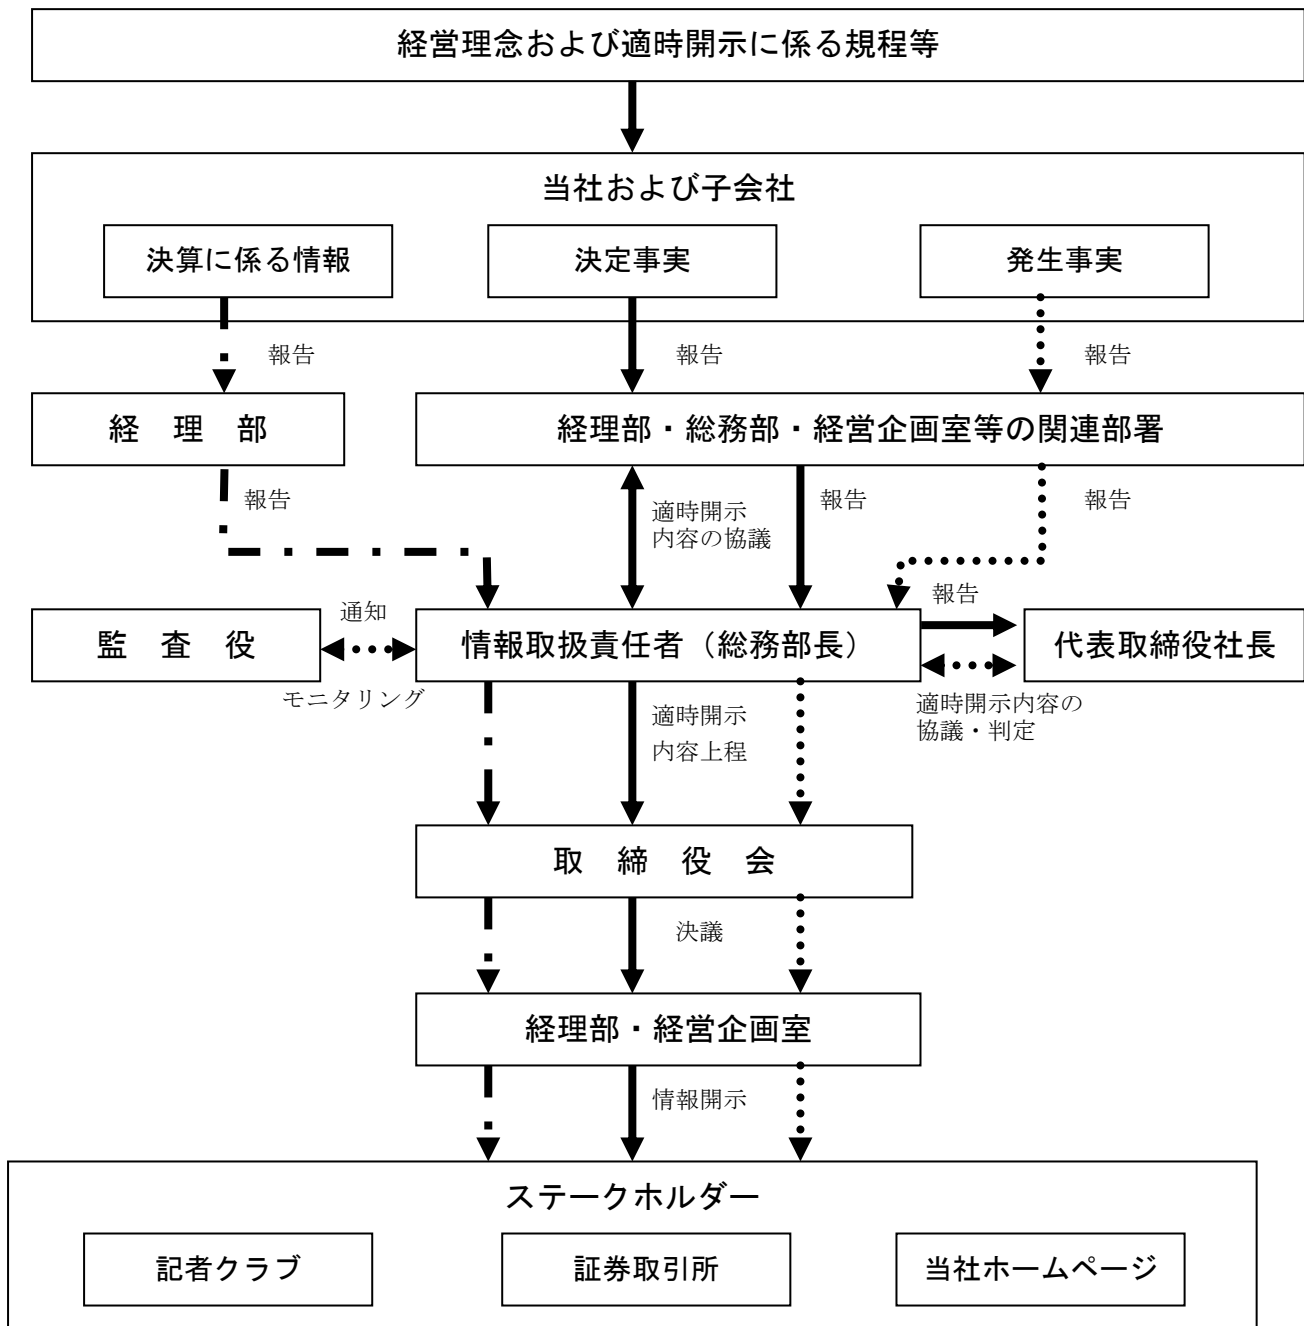 経営理念および適時開示に係る規程等
当社および子会社
決算に係る情報
決定事実
発生事実
報告
報告
報告
経　理　部
経理部・総務部・経営企画室等の関連部署
報告
適時開示
内容の協議
報告
報告
報告
通知
監　査　役
情報取扱責任者（総務部長）
代表取締役社長
モニタリング
適時開示
内容上程
適時開示内容の
協議・判定
取　締　役　会
決議
経理部・経営企画室
情報開示
ステークホルダー
記者クラブ
証券取引所
当社ホームページ